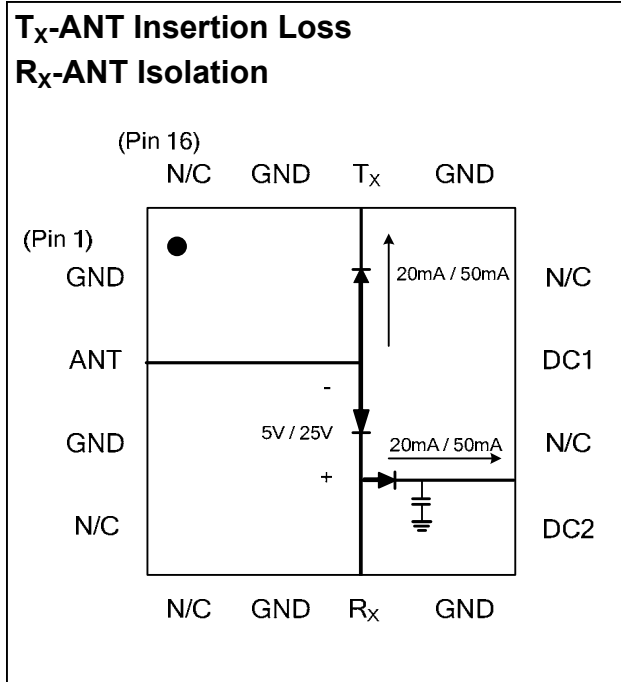 Tx-ANT Insertion Loss
Rx-ANT Isolation
(Pin 16)
N/C GND Tx GND
(Pin 1)
GND 20mA / 50mA N/C
ANT DC1
-
GND 5V / 25V 20mA / 50mA N/C
+
N/C DC2
N/C GND Rx GND